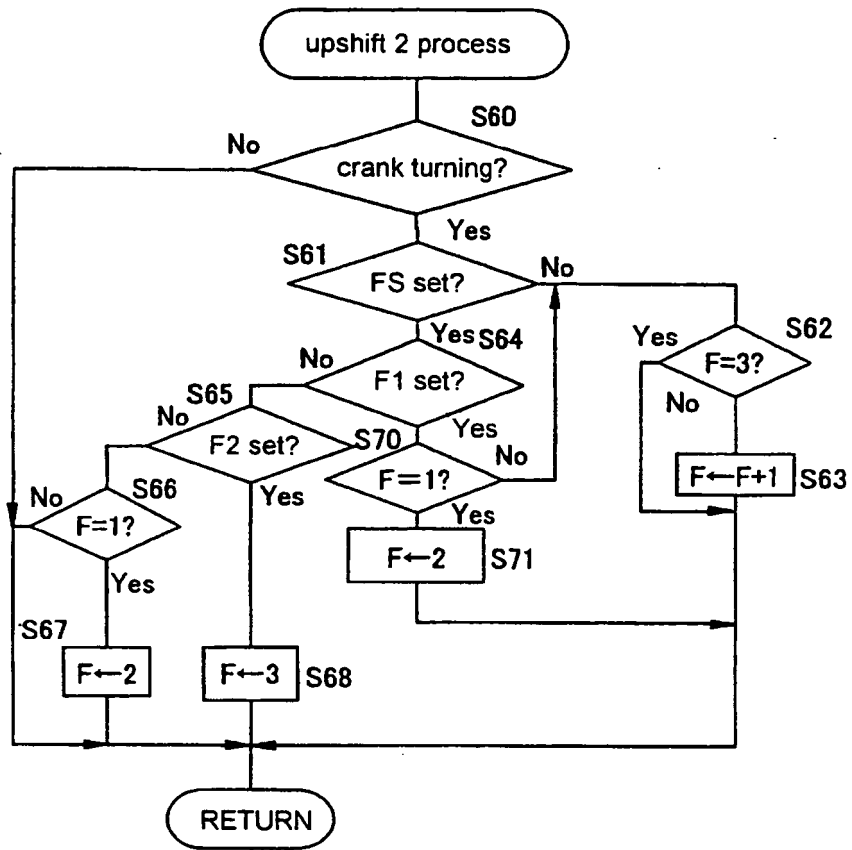 upshift 2 process
S60
No
crank turning?
Yes
S61
FS set?
No
Yes
S64
S62
Yes
F=3?
No
No
F1 set?
S65
No
F2 set?
Yes
S70
Yes
F=1?
No
F←F+1
S63
S66
No
F=1?
Yes
Yes
F←2
S71
S67
F←2
F←3
S68
RETURN